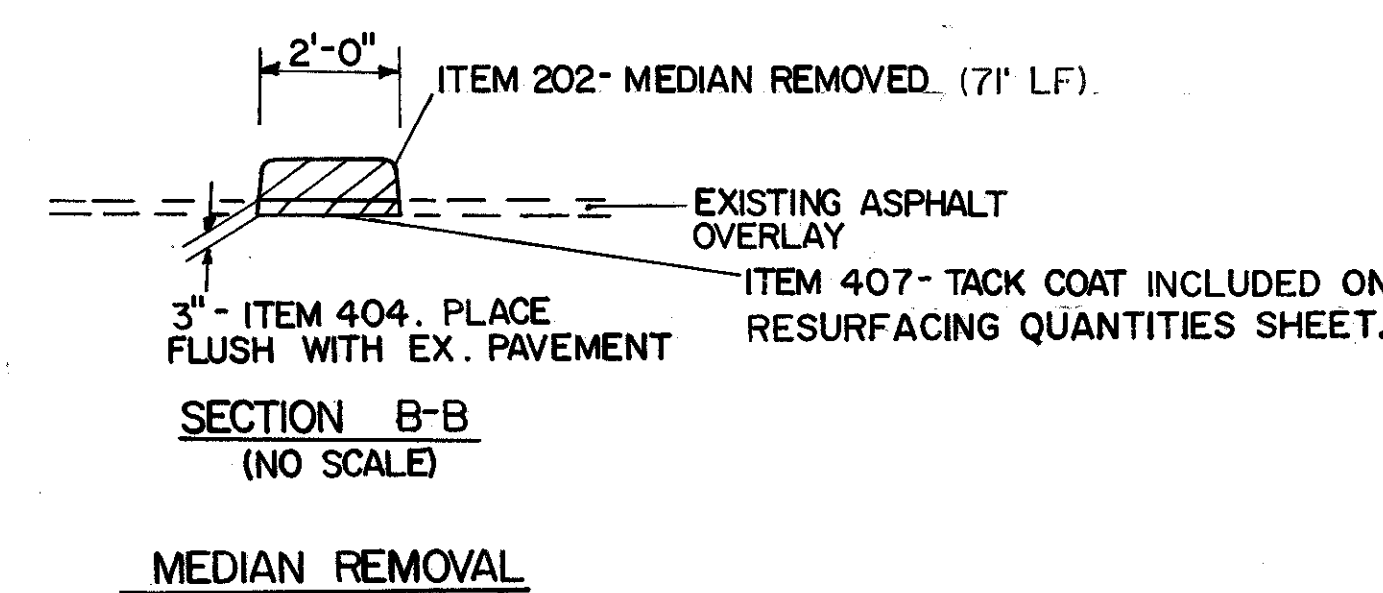 2'-0"
ITEM 202- MEDIAN REMOVED (71' LF)
EXISTING ASPHALT
OVERLAY
ITEM 407- TACK COAT INCLUDED ON
RESURFACING QUANTITIES SHEET.
3"- ITEM 404. PLACE
FLUSH WITH EX. PAVEMENT
SECTION B-B
(NO SCALE)
MEDIAN REMOVAL